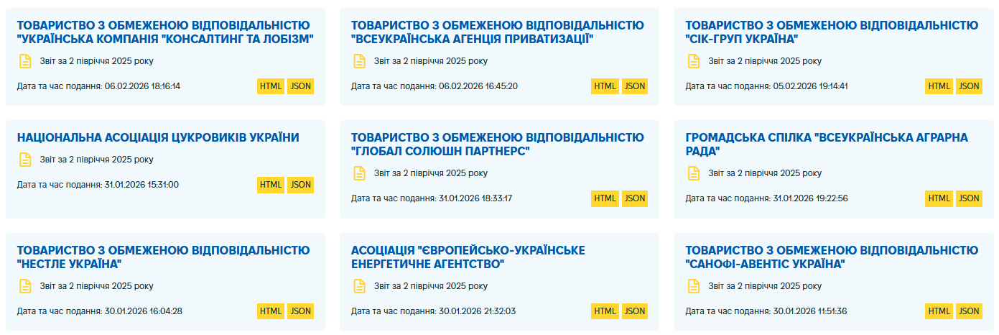 ТОВАРИСТВО З ОБМЕЖЕНОЮ ВІДПОВІДАЛЬНІСТЮ
"УКРАЇНСЬКА КОМПАНІЯ "КОНСАЛТИНГ ТА ЛОБІЗМ"
Звіт за 2 півріччя 2025 року
Дата та час подання: 06.02.2026 18:16:14
HTML JSON
ТОВАРИСТВО З ОБМЕЖЕНОЮ ВІДПОВІДАЛЬНІСТЮ
"ВСЕУКРАЇНСЬКА АГЕНЦІЯ ПРИВАТИЗАЦІЇ"
Звіт за 2 півріччя 2025 року
Дата та час подання: 06.02.2026 16:45:20
HTML JSON
ТОВАРИСТВО З ОБМЕЖЕНОЮ ВІДПОВІДАЛЬНІСТЮ
"СІК-ГРУП УКРАЇНА"
Звіт за 2 півріччя 2025 року
Дата та час подання: 05.02.2026 19:14:41
HTML JSON
НАЦІОНАЛЬНА АСОЦІАЦІЯ ЦУКРОВИКІВ УКРАЇНИ
Звіт за 2 півріччя 2025 року
Дата та час подання: 31.01.2026 15:31:00
HTML JSON
ТОВАРИСТВО З ОБМЕЖЕНОЮ ВІДПОВІДАЛЬНІСТЮ
"ГЛОБАЛ СОЛЮШН ПАРТНЕРС"
Звіт за 2 півріччя 2025 року
Дата та час подання: 31.01.2026 18:33:17
HTML JSON
ГРОМАДСЬКА СПІЛКА "ВСЕУКРАЇНСЬКА АГРАРНА
РАДА"
Звіт за 2 півріччя 2025 року
Дата та час подання: 31.01.2026 19:22:56
HTML JSON
ТОВАРИСТВО З ОБМЕЖЕНОЮ ВІДПОВІДАЛЬНІСТЮ
"НЕСТЛЕ УКРАЇНА"
Звіт за 2 півріччя 2025 року
Дата та час подання: 30.01.2026 16:04:28
HTML JSON
АСОЦІАЦІЯ "ЄВРОПЕЙСЬКО-УКРАЇНСЬКЕ
ЕНЕРГЕТИЧНЕ АГЕНТСТВО"
Звіт за 2 півріччя 2025 року
Дата та час подання: 30.01.2026 21:32:03
HTML JSON
ТОВАРИСТВО З ОБМЕЖЕНОЮ ВІДПОВІДАЛЬНІСТЮ
"САНОФІ-АВЕНТІС УКРАЇНА"
Звіт за 2 півріччя 2025 року
Дата та час подання: 30.01.2026 11:51:36
HTML JSON